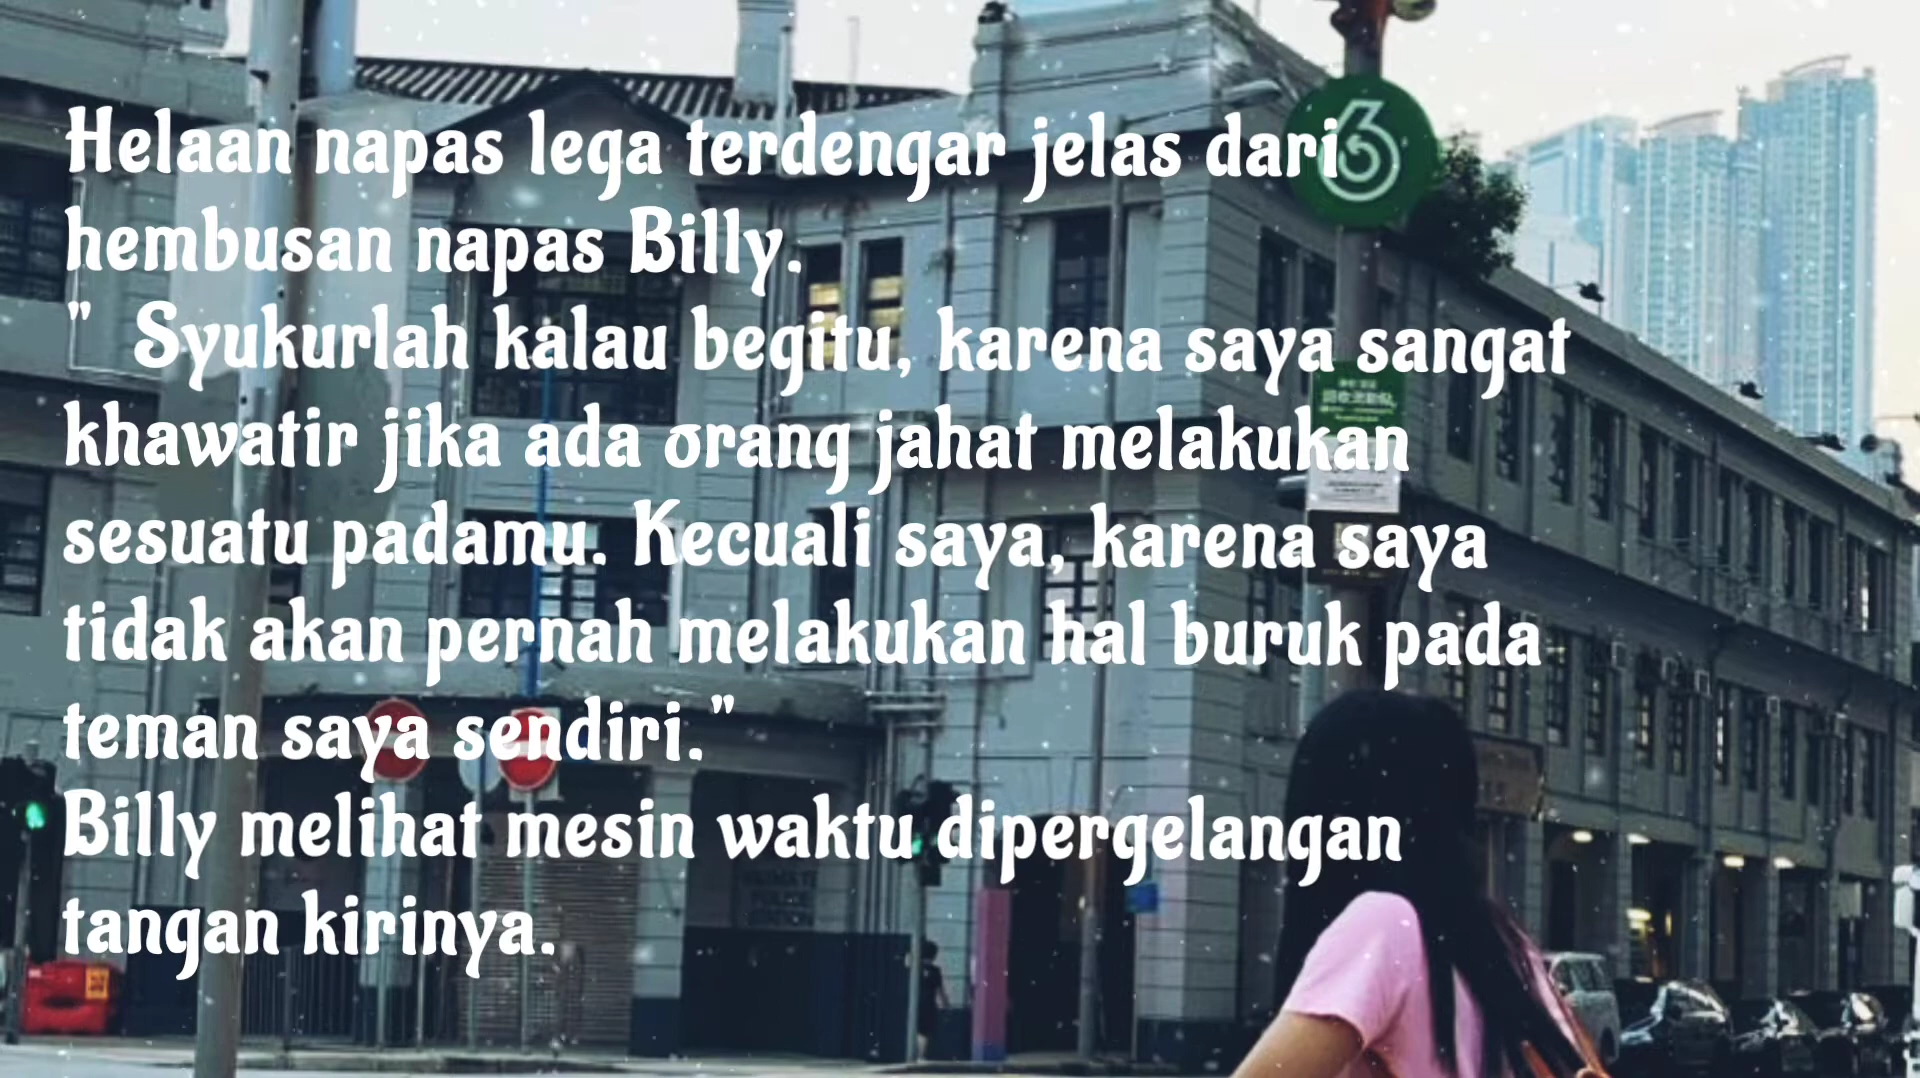 Helaan napas lega terdengar jelas dari
hembusan napas Billy.
" Syukurlah kalau begitu, karena saya sangat
khawatir jika ada orang jahat melakukan
sesuatu padamu. Kecuali saya, karena saya
tidak akan pernah melakukan hal buruk pada
teman saya sendiri."
Billy melihat mesin waktu dipergelangan
tangan kirinya.